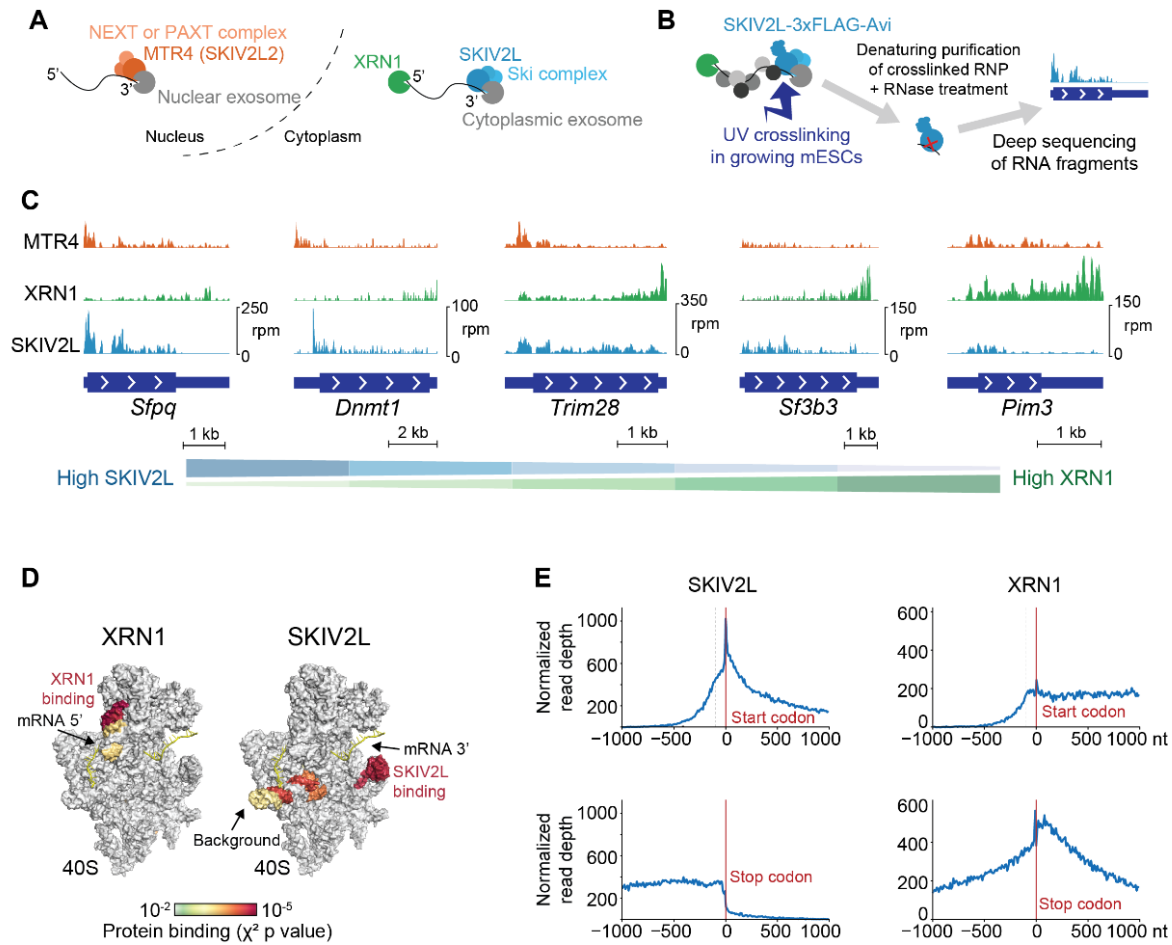 A
NEXT or PAXT complex
MTR4 (SKIV2L2)
5'
3'
Nuclear exosome
Nucleus
Cytoplasm
XRN1
5'
SKIV2L
Ski complex
3'
Cytoplasmic exosome
B
SKIV2L-3xFLAG-Avi
UV crosslinking
in growing mESCs
Denaturing purification
of crosslinked RNP
+ RNase treatment
Deep sequencing
of RNA fragments
C
MTR4
XRN1
SKIV2L
250
rpm
0
100
rpm
0
350
rpm
0
150
rpm
0
150
rpm
0
Sfpq
Dnmt1
Trim28
Sf3b3
Pim3
1 kb
2 kb
1 kb
1 kb
1 kb
High SKIV2L
High XRN1
D
XRN1
SKIV2L
XRN1
binding
mRNA 5'
40S
mRNA 3'
SKIV2L
binding
Background
40S
10⁻²
10⁻⁵
Protein binding (χ² p value)
E
SKIV2L
Normalized
read depth
1000
600
200
Start codon
−1000 −500 0 500 1000
XRN1
600
400
200
0
Start codon
−1000 −500 0 500 1000 nt
Normalized
read depth
1000
600
200
Stop codon
−1000 −500 0 500 1000
600
400
200
0
Stop codon
−1000 −500 0 500 1000 nt